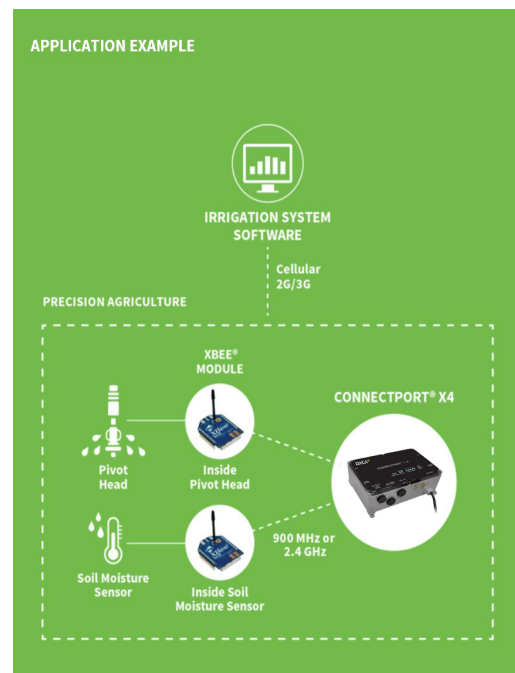 APPLICATION EXAMPLE
IRRIGATION SYSTEM
SOFTWARE
Cellular
2G/3G
PRECISION AGRICULTURE
XBEE®
MODULE
CONNECTPORT® X4
Pivot
Head
Inside
Pivot Head
900 MHz or
2.4 GHz
Soil Moisture
Sensor
Inside Soil
Moisture Sensor